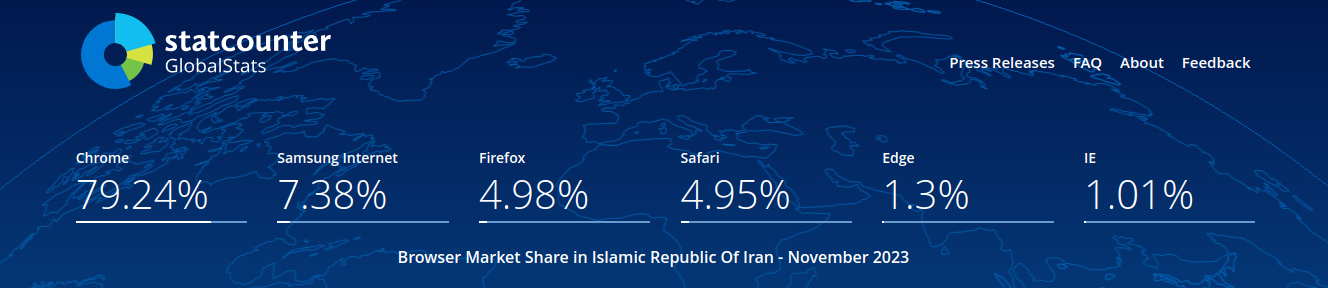 statcounter
GlobalStats
Press Releases FAQ About Feedback
Chrome Samsung Internet Firefox Safari Edge IE
79.24% 7.38% 4.98% 4.95% 1.3% 1.01%
Browser Market Share in Islamic Republic Of Iran - November 2023